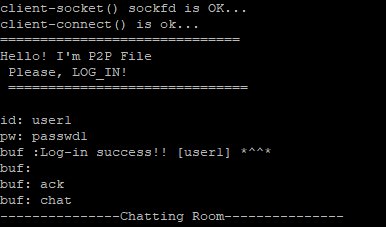 client-socket() sockfd is OK...
client-connect() is ok...
==============================
Hello! I'm P2P File
Please, LOG_IN!
==============================
id: user1
pw: passwd1
buf :Log-in success!! [user1] *^^*
buf:
buf: ack
buf: chat
---------------Chatting Room---------------